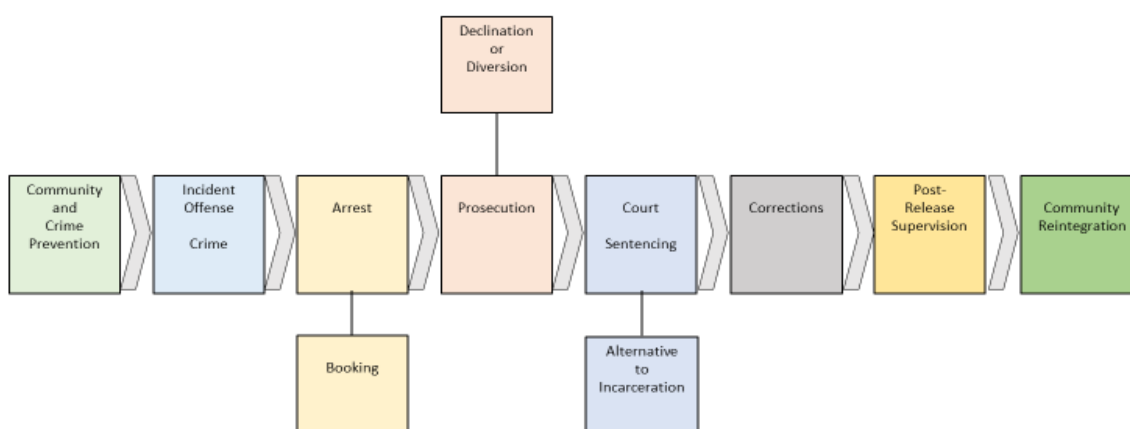 Declination
or
Diversion
Community
and
Crime
Prevention
Incident
Offense
Crime
Arrest
Prosecution
Court
Sentencing
Corrections
Post-
Release
Supervision
Community
Reintegration
Booking
Alternative
to
Incarceration